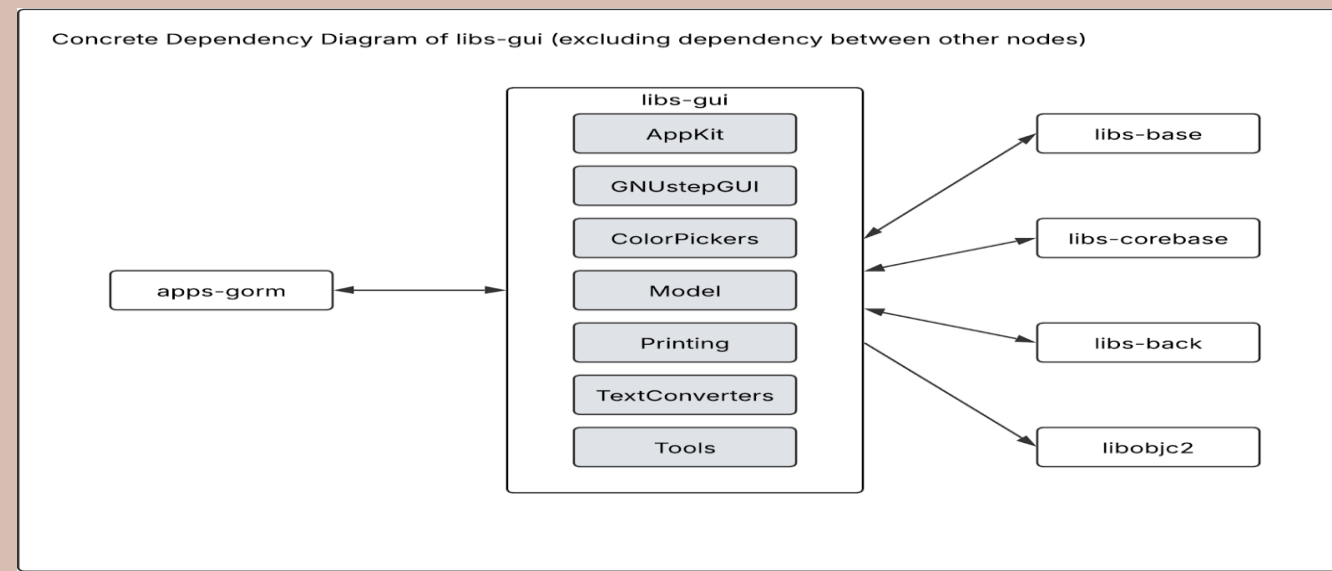 Concrete Dependency Diagram of libs-gui (excluding dependency between other nodes)
libs-gui
AppKit
GNUstepGUI
ColorPickers
Model
Printing
TextConverters
Tools
apps-gorm
libs-base
libs-corebase
libs-back
libobjc2